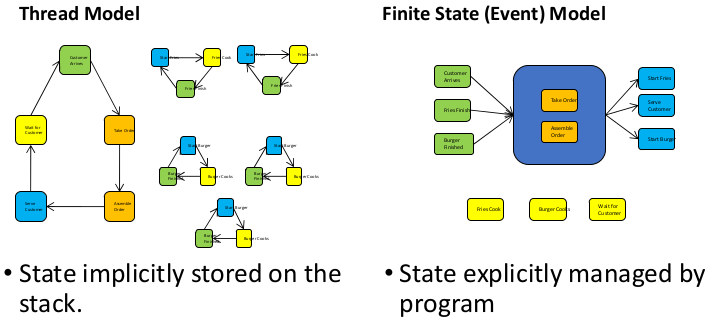 Thread Model
Customer
Arrives
Take Order
Assemble
Order
Serve
Customer
Wait for
Customer
Start Fries
Fries Cook
Fries Finish
Start Fries
Fries Cook
Fries Finish
Start Burger
Burger Cooks
Burger
Finished
Start Burger
Burger Cooks
Burger
Finished
Start Burger
Burger Cooks
Burger
Finished
• State implicitly stored on the
stack.
Finite State (Event) Model
Customer
Arrives
Fries Finish
Burger
Finished
Take Order
Assemble
Order
Start Fries
Serve
Customer
Start Burger
Fries Cook
Burger Cooks
Wait for
Customer
• State explicitly managed by
program